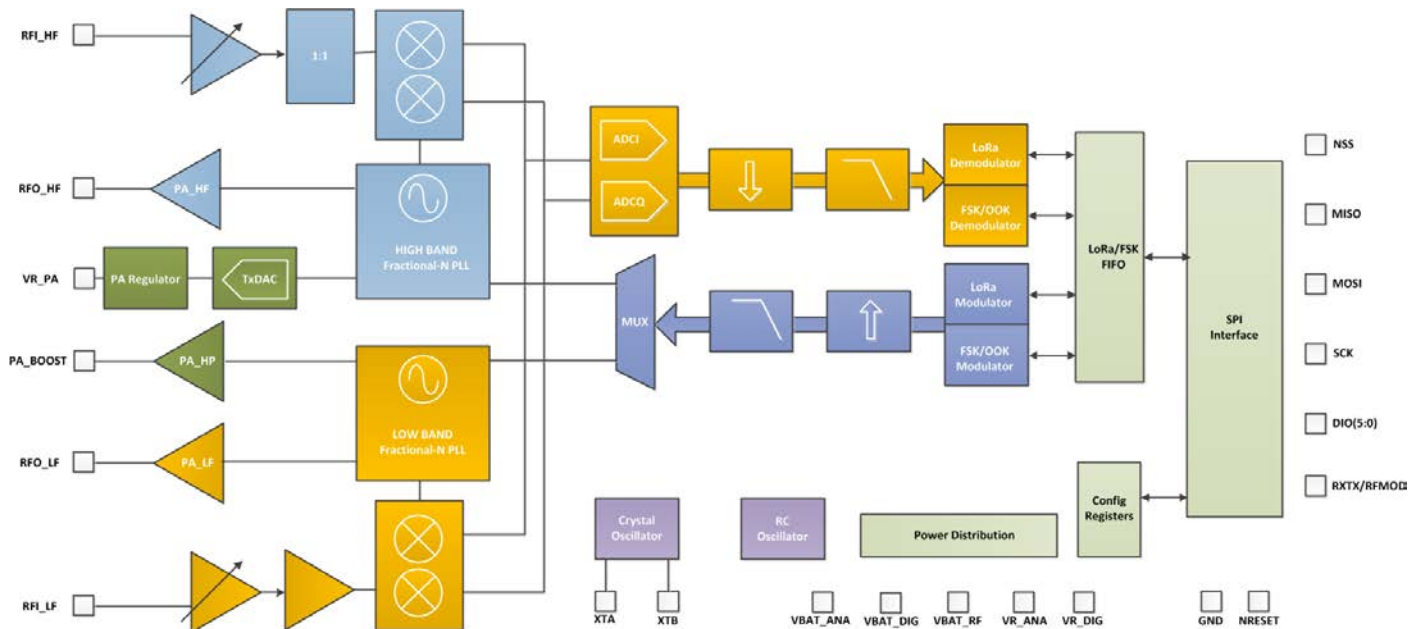 RFI_HF
1:1
RFO_HF
PA_HF
HIGH BAND
Fractional-N PLL
VR_PA
PA Regulator
TxDAC
PA_BOOST
PA_HP
LOW BAND
Fractional-N PLL
RFO_LF
PA_LF
RFI_LF
ADCI
ADCQ
LoRa
Demodulator
FSK/OOK
Demodulator
MUX
LoRa
Modulator
FSK/OOK
Modulator
LoRa/FSK
FIFO
SPI
Interface
Config
Registers
Crystal
Oscillator
RC
Oscillator
Power Distribution
XTA
XTB
VBAT_ANA
VBAT_DIG
VBAT_RF
VR_ANA
VR_DIG
GND
NRESET
NSS
MISO
MOSI
SCK
DIO(5:0)
RXTX/RFMOD